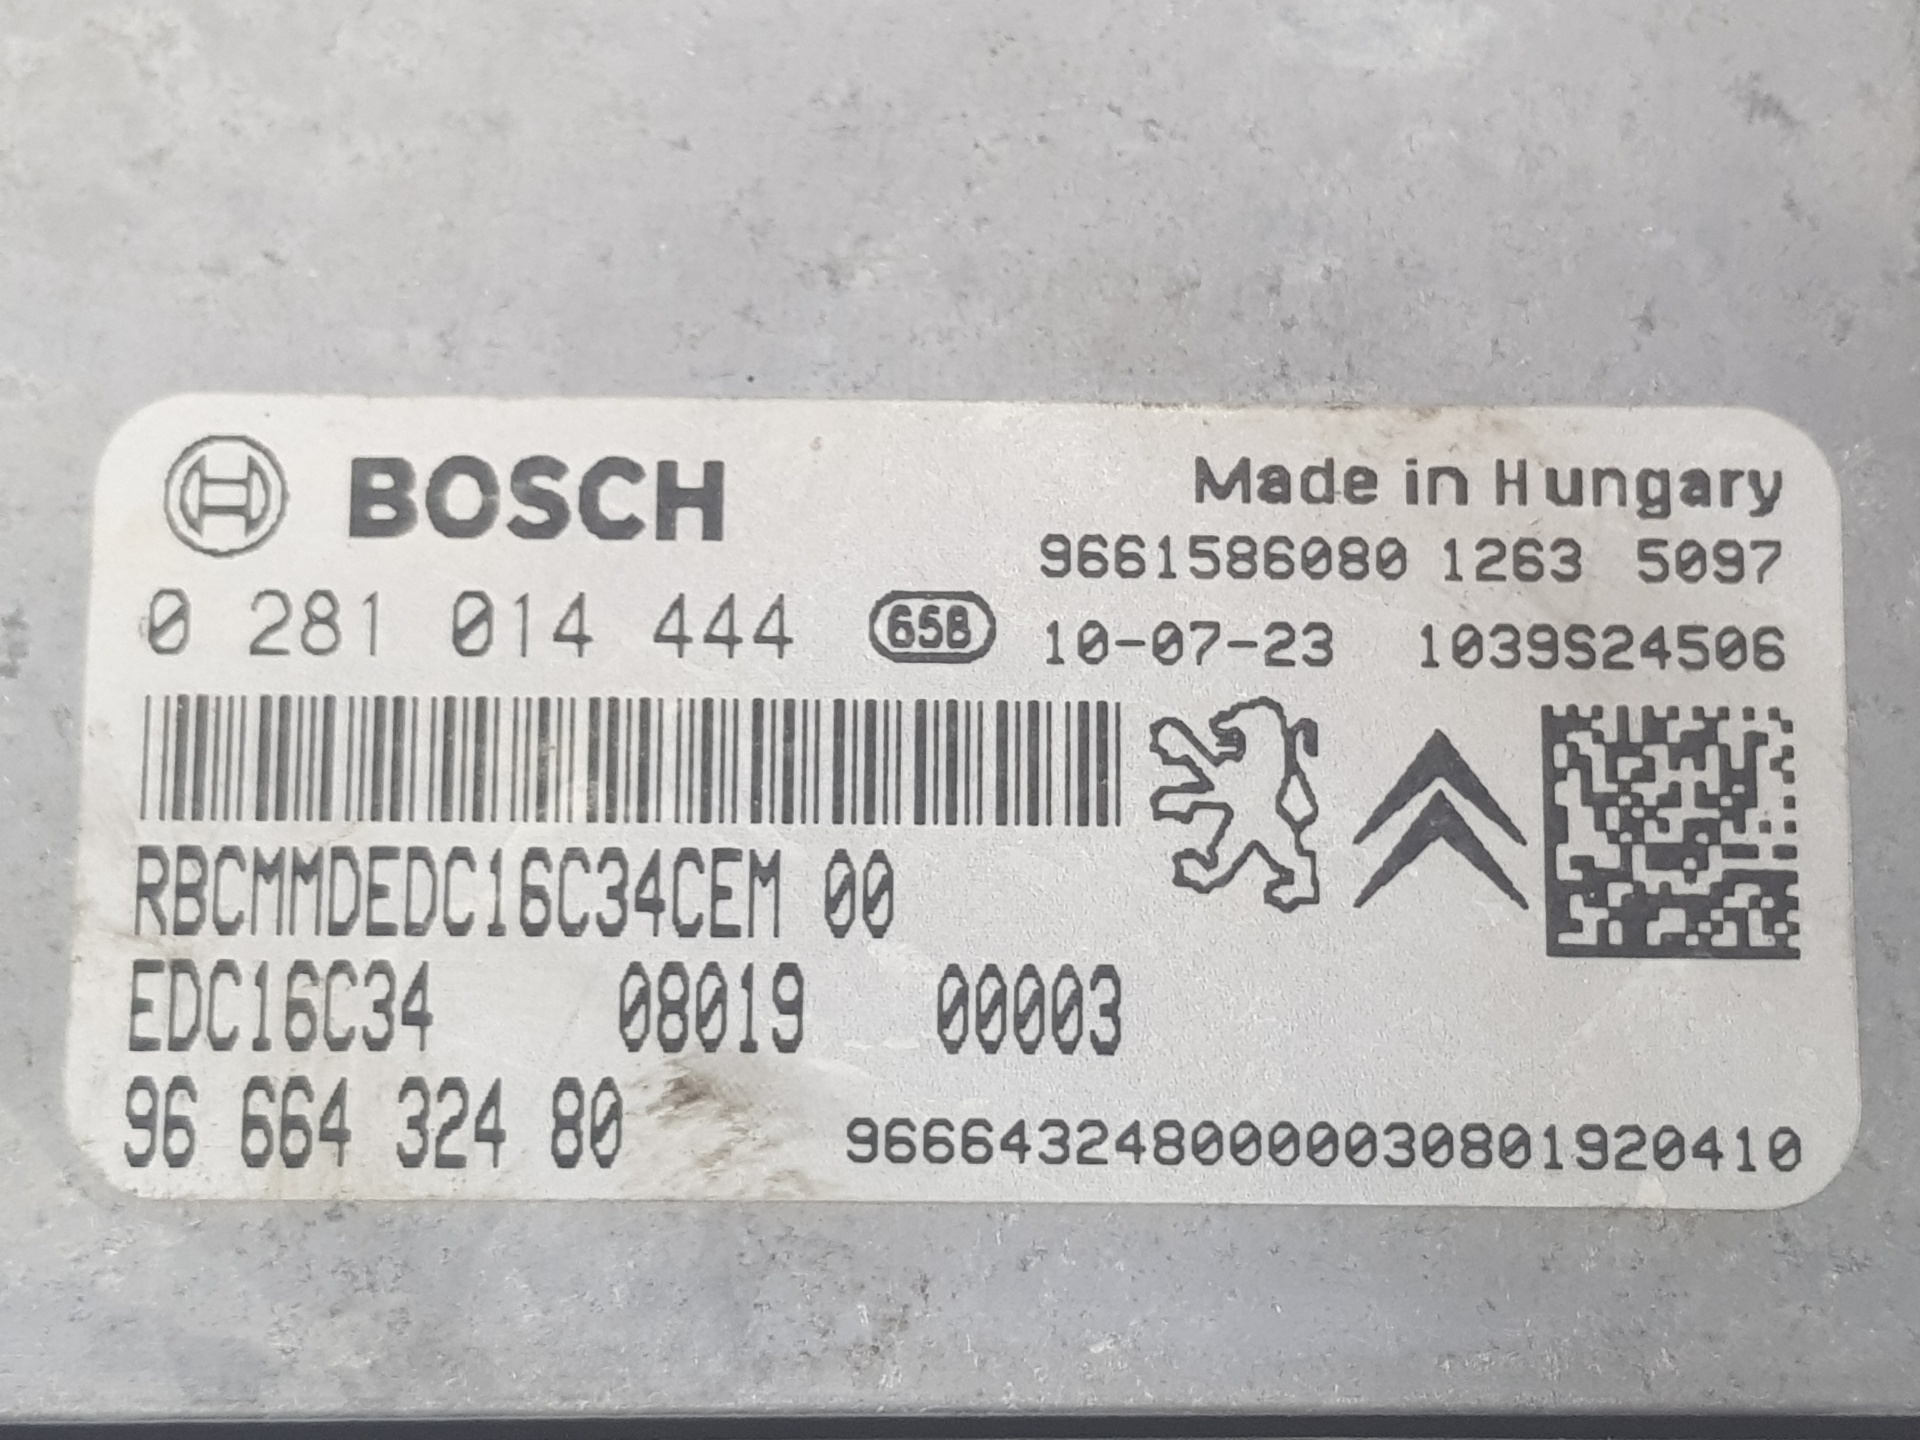 BOSCH
Made in Hungary
9661586080 1263 5097
0 281 014 444 658 10-07-23 1039S24506
RBCMMDEDC16C34CEM 00
EDC16C34 08019 00003
96 664 324 80
9666432480000030801920410